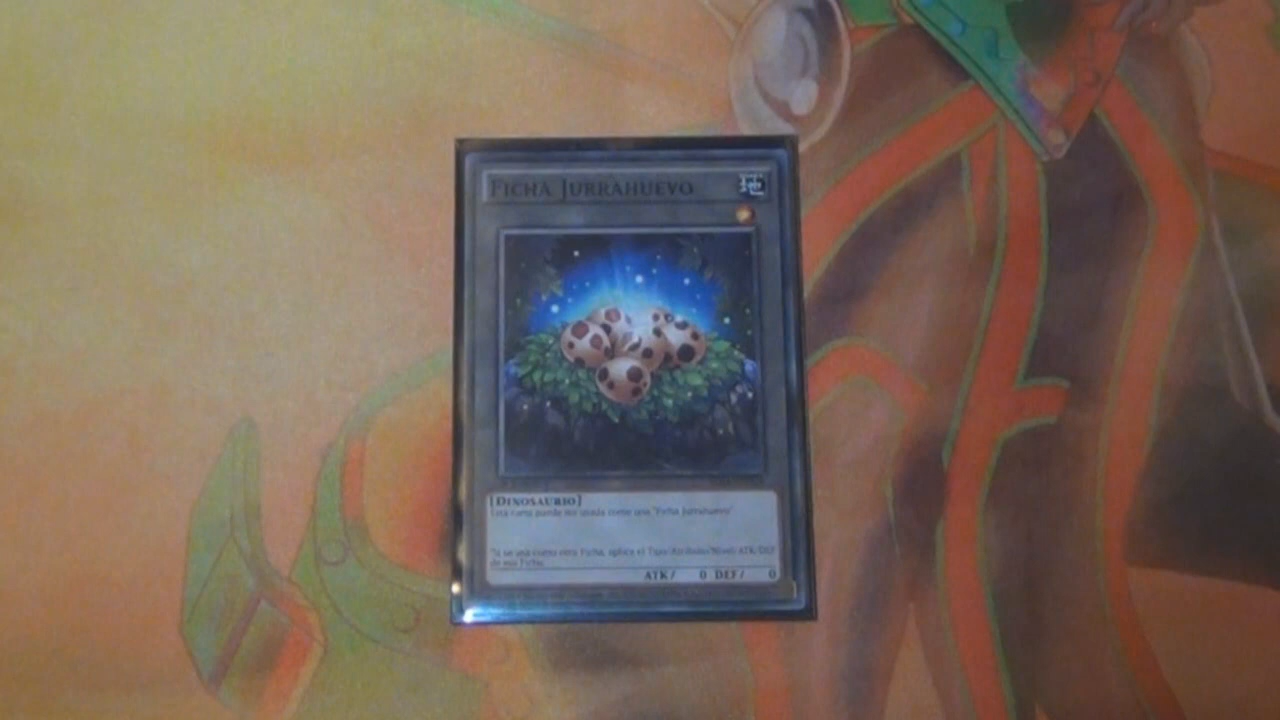 Ficha Jurrahuevo
[Dinosaurio]
Esta carta puede ser usada como una "Ficha Jurrahuevo"
*Si se usa como otra Ficha, aplica el Tipo/Atributo/Nivel/ATK/DEF
de esa Ficha.
ATK/ 0 DEF/ 0